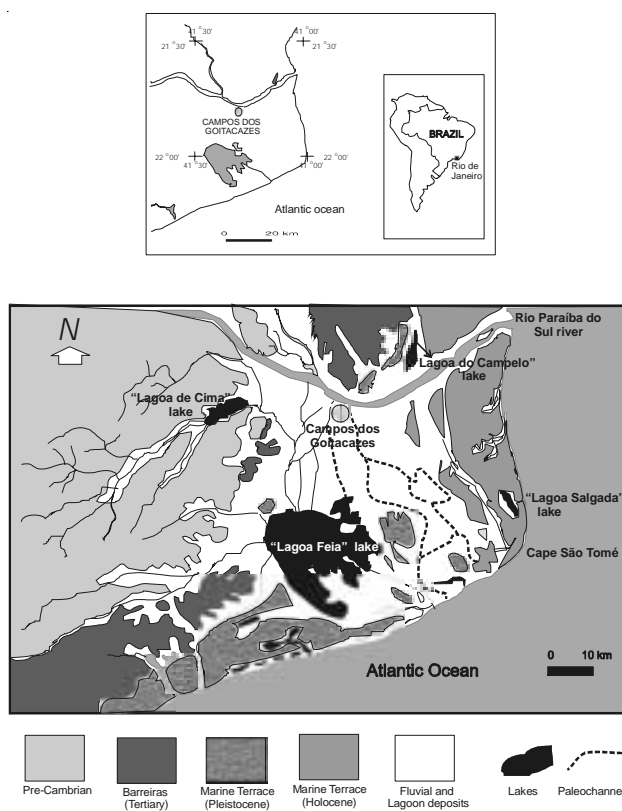 41 °30'
21 °30'
41 °00'
21 °30'
CAMPOS DOS
GOITACAZES
22 °00'
41 °30'
22 °00'
41 °00'
Atlantic ocean
0 20 km
BRAZIL
Rio de
Janeiro
N
Rio Paraíba do
Sul river
"Lagoa do Campelo"
lake
"Lagoa de Cima"
lake
Campos dos
Goitacazes
"Lagoa Salgada"
lake
"Lagoa Feia" lake
Cape São Tomé
0 10 km
Atlantic Ocean
Pre-Cambrian
Barreiras
(Tertiary)
Marine Terrace
(Pleistocene)
Marine Terrace
(Holocene)
Fluvial and
Lagoon deposits
Lakes
Paleochanne